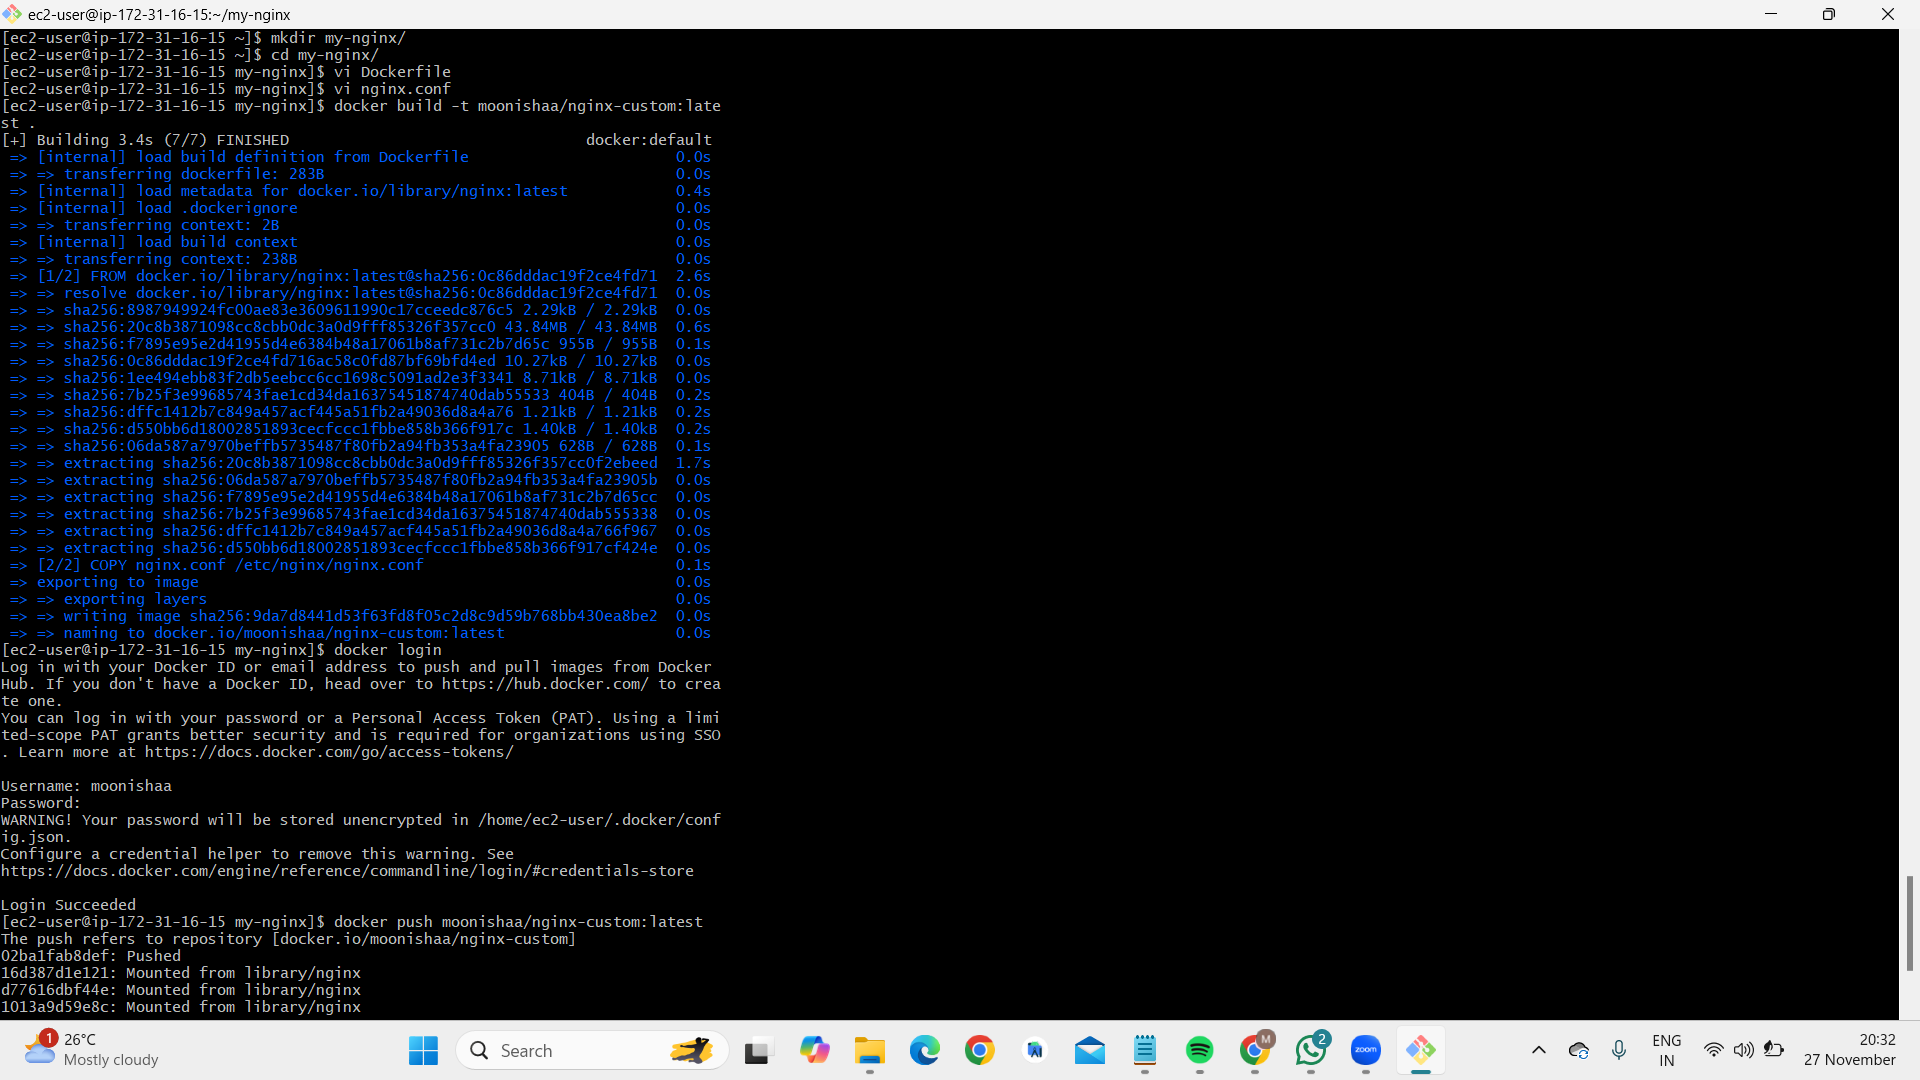 ec2-user@ip-172-31-16-15:~/my-nginx
[ec2-user@ip-172-31-16-15 ~]$ mkdir my-nginx/
[ec2-user@ip-172-31-16-15 ~]$ cd my-nginx/
[ec2-user@ip-172-31-16-15 my-nginx]$ vi Dockerfile
[ec2-user@ip-172-31-16-15 my-nginx]$ vi nginx.conf
[ec2-user@ip-172-31-16-15 my-nginx]$ docker build -t moonishaa/nginx-custom:late
st .
[+] Building 3.4s (7/7) FINISHED docker:default
=> [internal] load build definition from Dockerfile 0.0s
=> => transferring dockerfile: 283B 0.0s
=> [internal] load metadata for docker.io/library/nginx:latest 0.4s
=> [internal] load .dockerignore 0.0s
=> => transferring context: 2B 0.0s
=> [internal] load build context 0.0s
=> => transferring context: 238B 0.0s
=> [1/2] FROM docker.io/library/nginx:latest@sha256:0c86dddac19f2ce4fd71 2.6s
=> => resolve docker.io/library/nginx:latest@sha256:0c86dddac19f2ce4fd71 0.0s
=> => sha256:8987949924fc00ae83e3609611990c17cceedc876c5 2.29kB / 2.29kB 0.0s
=> => sha256:20c8b3871098cc8cbb0dc3a0d9fff85326f357cc0 43.84MB / 43.84MB 0.6s
=> => sha256:f7895e95e2d41955d4e6384b48a17061b8af731c2b7d65c 955B / 955B 0.1s
=> => sha256:0c86dddac19f2ce4fd716ac58c0fd87bf69bfd4ed 10.27kB / 10.27kB 0.0s
=> => sha256:1ee494ebb83f2db5eebcc6cc1698c5091ad2e3f3341 8.71kB / 8.71kB 0.0s
=> => sha256:7b25f3e99685743fae1cd34da16375451874740dab55533 404B / 404B 0.2s
=> => sha256:dffc1412b7c849a457acf445a51fb2a49036d8a4a76 1.21kB / 1.21kB 0.2s
=> => sha256:d550bb6d18002851893cecfccc1fbbe858b366f917c 1.40kB / 1.40kB 0.2s
=> => sha256:06da587a7970beffb5735487f80fb2a94fb353a4fa23905 628B / 628B 0.1s
=> => extracting sha256:20c8b3871098cc8cbb0dc3a0d9fff85326f357cc0f2ebeed 1.7s
=> => extracting sha256:06da587a7970beffb5735487f80fb2a94fb353a4fa23905b 0.0s
=> => extracting sha256:f7895e95e2d41955d4e6384b48a17061b8af731c2b7d65cc 0.0s
=> => extracting sha256:7b25f3e99685743fae1cd34da16375451874740dab555338 0.0s
=> => extracting sha256:dffc1412b7c849a457acf445a51fb2a49036d8a4a766f967 0.0s
=> => extracting sha256:d550bb6d18002851893cecfccc1fbbe858b366f917cf424e 0.0s
=> [2/2] COPY nginx.conf /etc/nginx/nginx.conf 0.1s
=> exporting to image 0.0s
=> => exporting layers 0.0s
=> => writing image sha256:9da7d8441d53f63fd8f05c2d8c9d59b768bb430ea8be2 0.0s
=> => naming to docker.io/moonishaa/nginx-custom:latest 0.0s
[ec2-user@ip-172-31-16-15 my-nginx]$ docker login
Log in with your Docker ID or email address to push and pull images from Docker
Hub. If you don't have a Docker ID, head over to https://hub.docker.com/ to crea
te one.
You can log in with your password or a Personal Access Token (PAT). Using a limi
ted-scope PAT grants better security and is required for organizations using SSO
. Learn more at https://docs.docker.com/go/access-tokens/
Username: moonishaa
Password:
WARNING! Your password will be stored unencrypted in /home/ec2-user/.docker/conf
ig.json.
Configure a credential helper to remove this warning. See
https://docs.docker.com/engine/reference/commandline/login/#credentials-store
Login Succeeded
[ec2-user@ip-172-31-16-15 my-nginx]$ docker push moonishaa/nginx-custom:latest
The push refers to repository [docker.io/moonishaa/nginx-custom]
02ba1fab8def: Pushed
16d387d1e121: Mounted from library/nginx
d77616dbf44e: Mounted from library/nginx
1013a9d59e8c: Mounted from library/nginx
1
26°C
Mostly cloudy
Search
M
2
zoom
ENG
IN
20:32
27 November